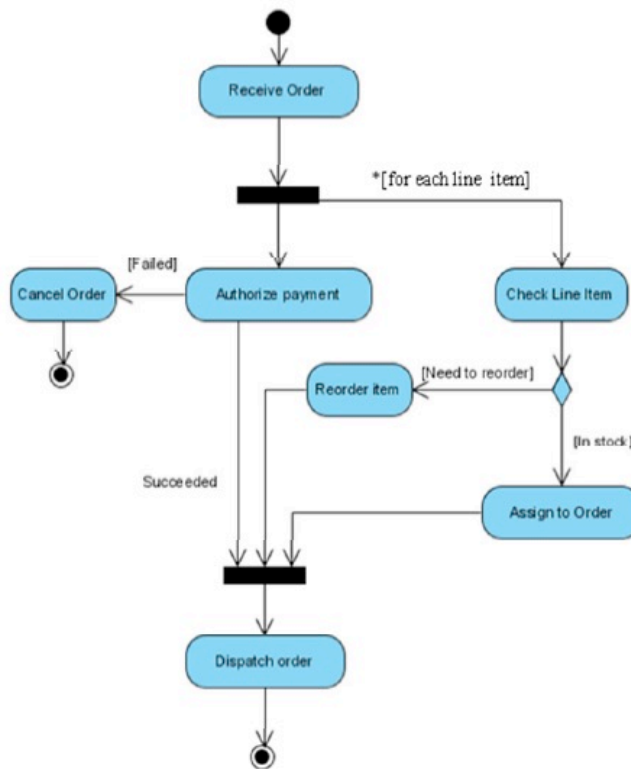 Receive Order
*[for each line item]
[Failed]
Cancel Order
Authorize payment
Check Line Item
[Need to reorder]
Reorder item
[In stock]
Succeeded
Assign to Order
Dispatch order